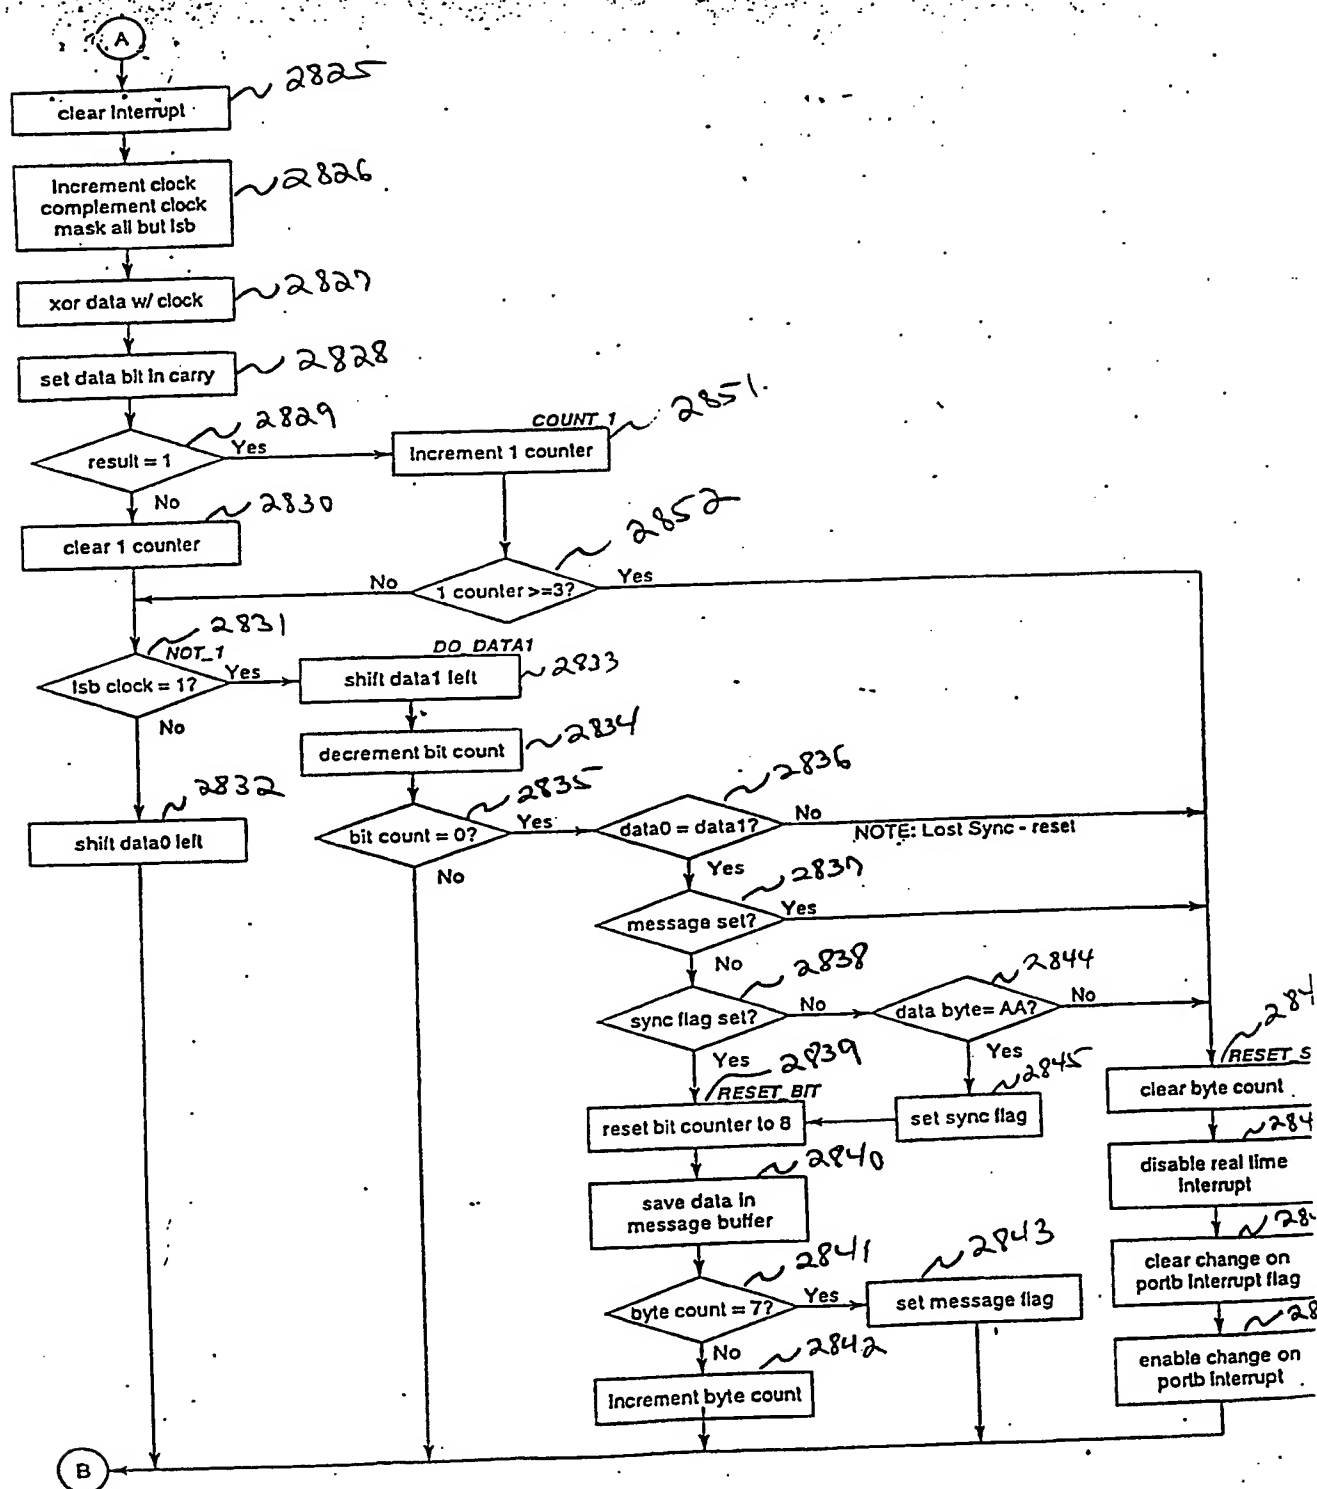 A
clear Interrupt
2825
Increment clock
complement clock
mask all but lsb
2826
xor data w/ clock
2827
set data bit in carry
2828
result = 1
2829
Yes
No
COUNT_1
Increment 1 counter
2851
clear 1 counter
2830
1 counter >=3?
2852
No
Yes
NOT_1
lsb clock = 1?
2831
Yes
No
DO_DATA1
shift data1 left
2833
decrement bit count
2834
shift data0 left
2832
bit count = 0?
2835
Yes
No
data0 = data1?
2836
No
NOTE: Lost Sync - reset
Yes
message set?
2837
Yes
No
sync flag set?
2838
No
Yes
data byte= AA?
2844
No
Yes
RESET_BIT
reset bit counter to 8
2839
set sync flag
2845
save data in
message buffer
2840
byte count = 7?
2841
Yes
No
set message flag
2843
Increment byte count
2842
284
RESET_S
clear byte count
284
disable real time
Interrupt
28
clear change on
portb Interrupt flag
28
enable change on
portb Interrupt
B